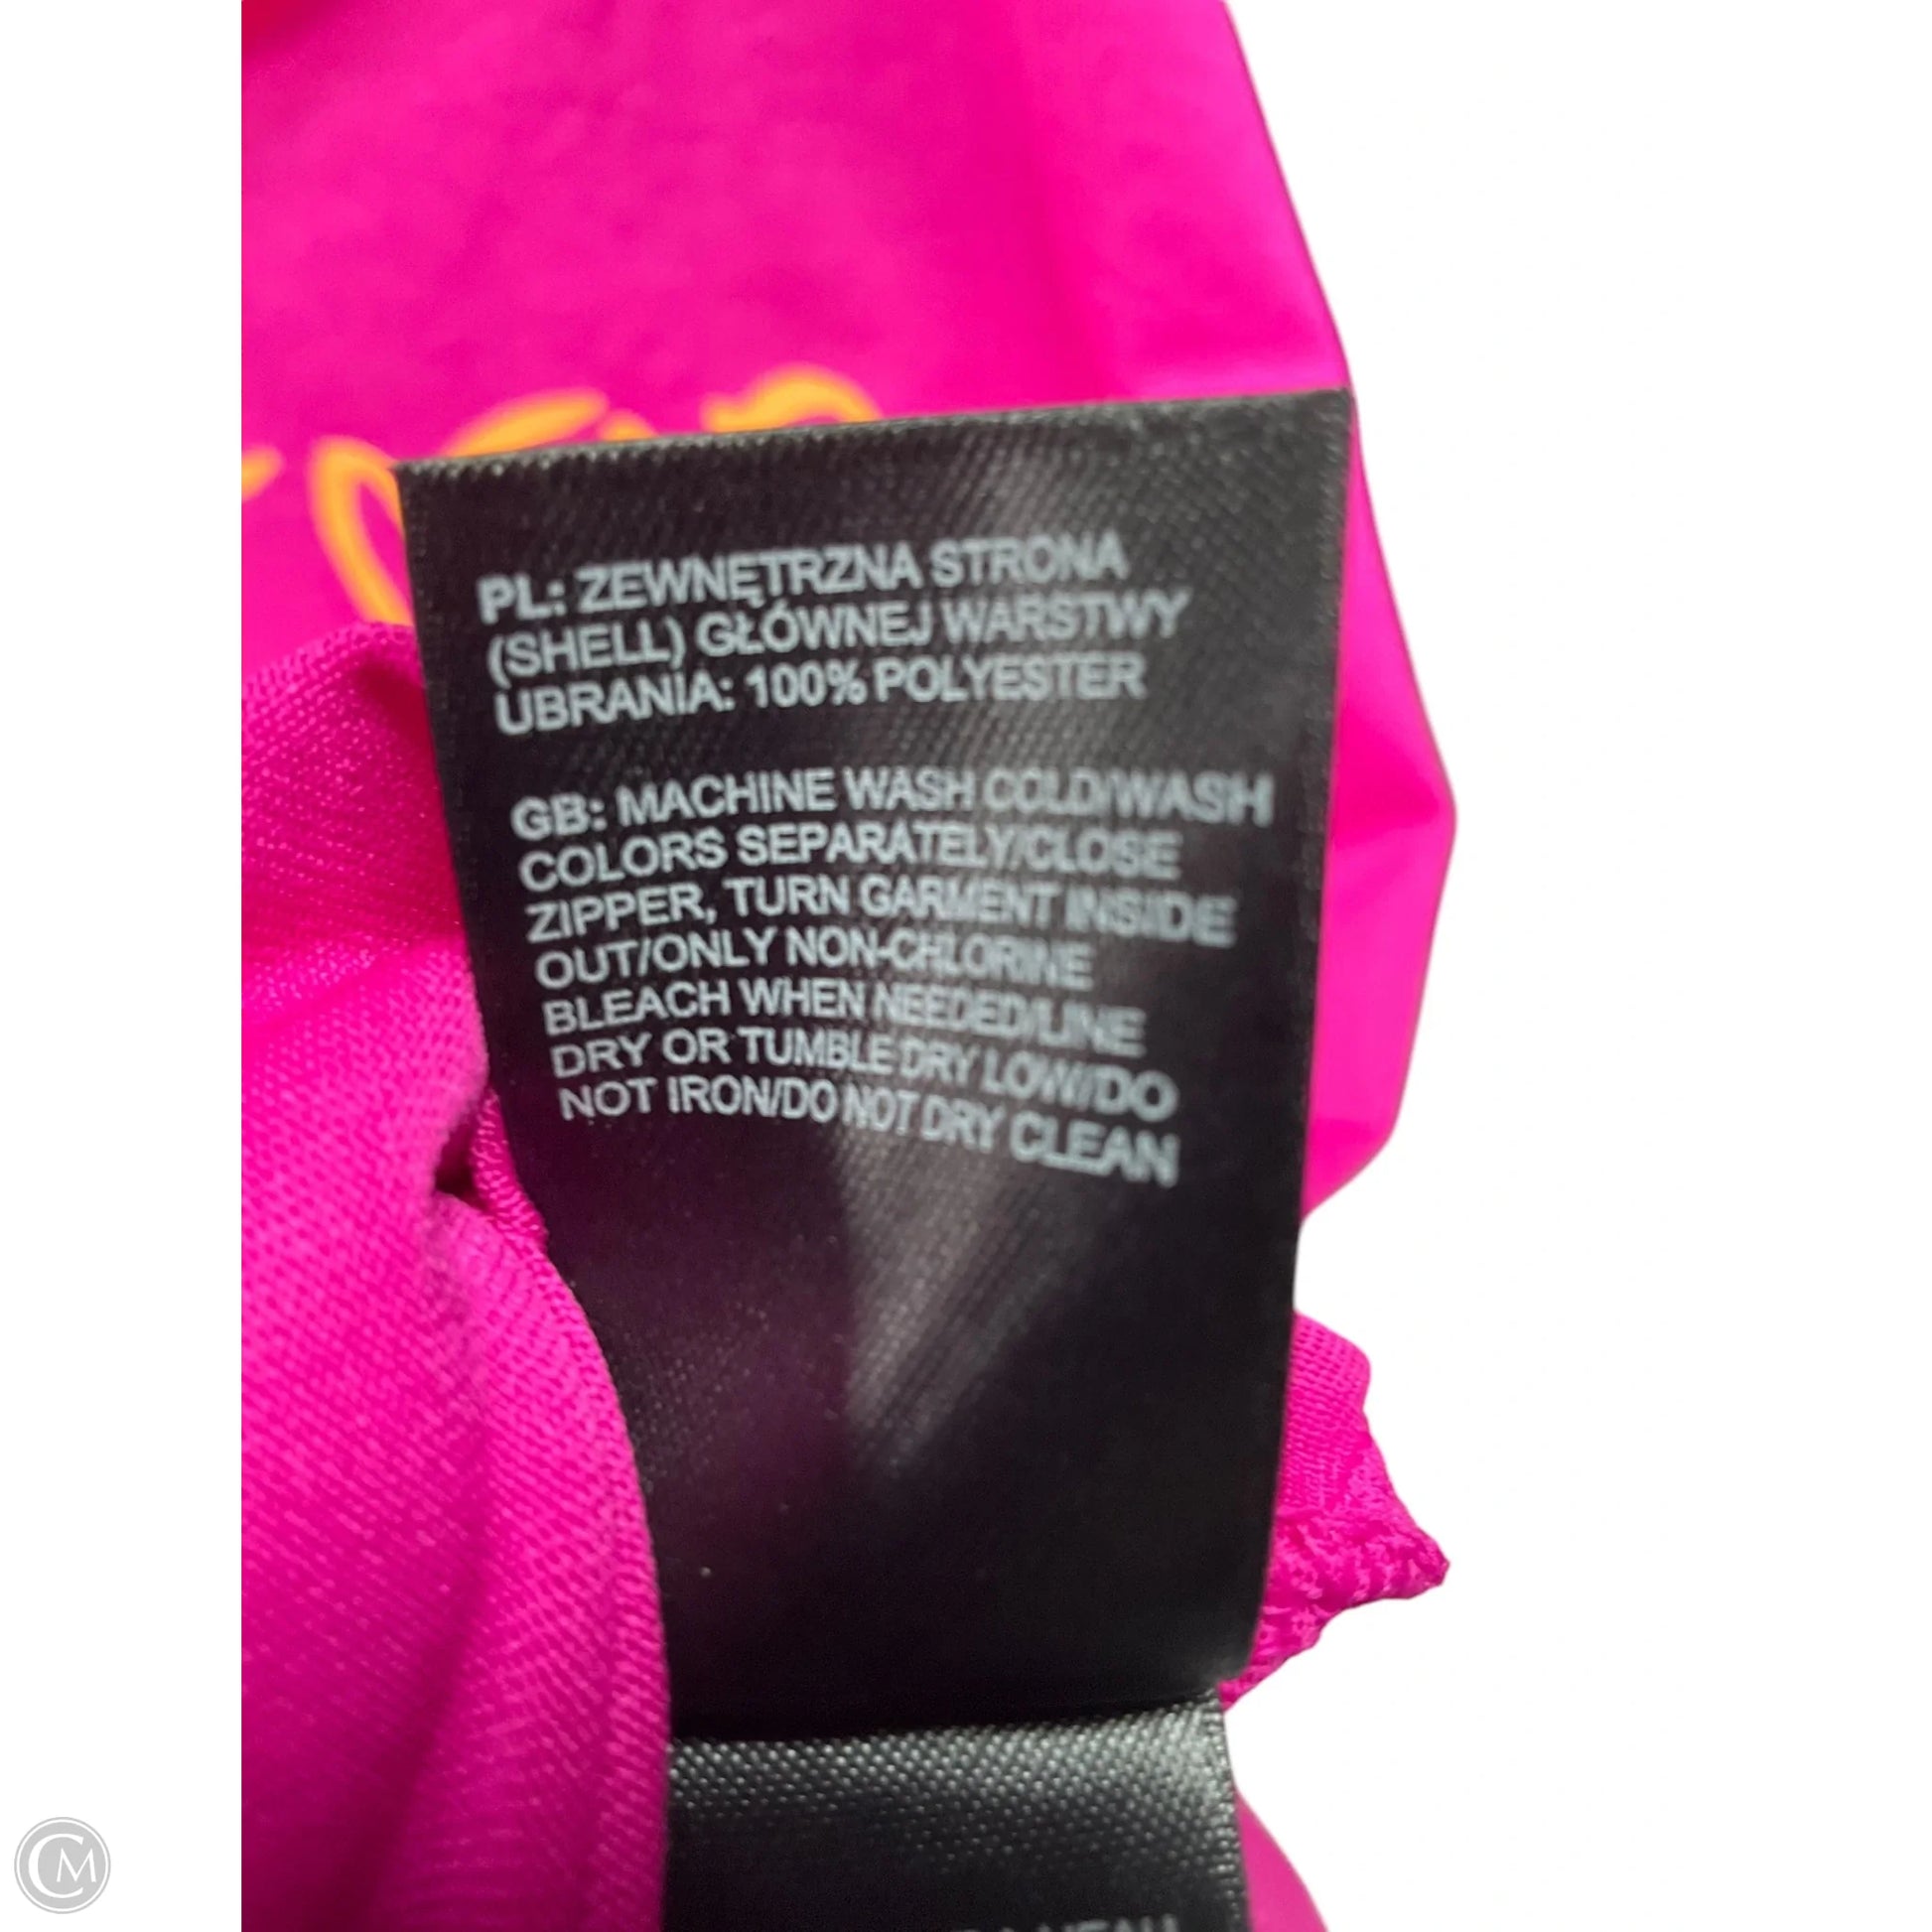 PL: ZEWNĘTRZNA STRONA
(SHELL) GŁÓWNEJ WARSTWY
UBRANIA: 100% POLYESTER
GB: MACHINE WASH COLD/WASH
COLORS SEPARATELY/CLOSE
ZIPPER, TURN GARMENT INSIDE
OUT/ONLY NON-CHLORINE
BLEACH WHEN NEEDED/LINE
DRY OR TUMBLE DRY LOW/DO
NOT IRON/DO NOT DRY CLEAN
CM